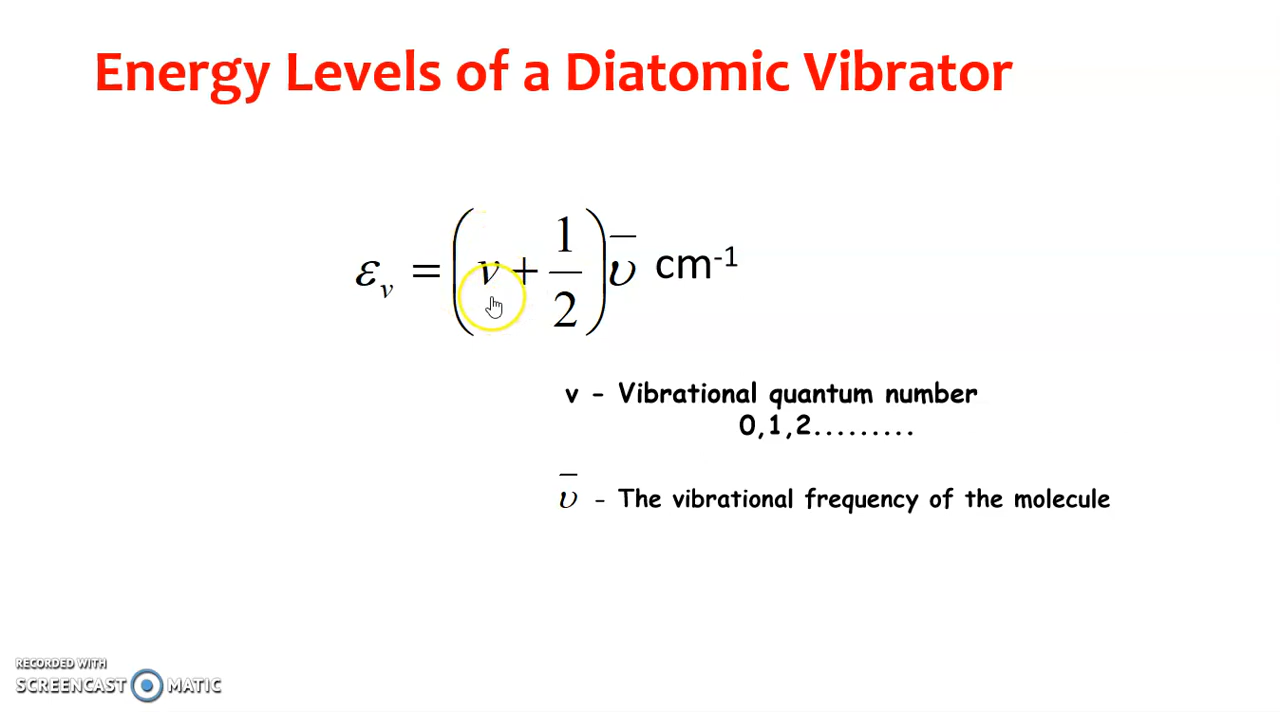 Energy Levels of a Diatomic Vibrator
εᵥ = (v + 1/2) ῡ cm⁻¹
v - Vibrational quantum number
0,1,2.........
ῡ - The vibrational frequency of the molecule
RECORDED WITH
SCREENCAST MATIC